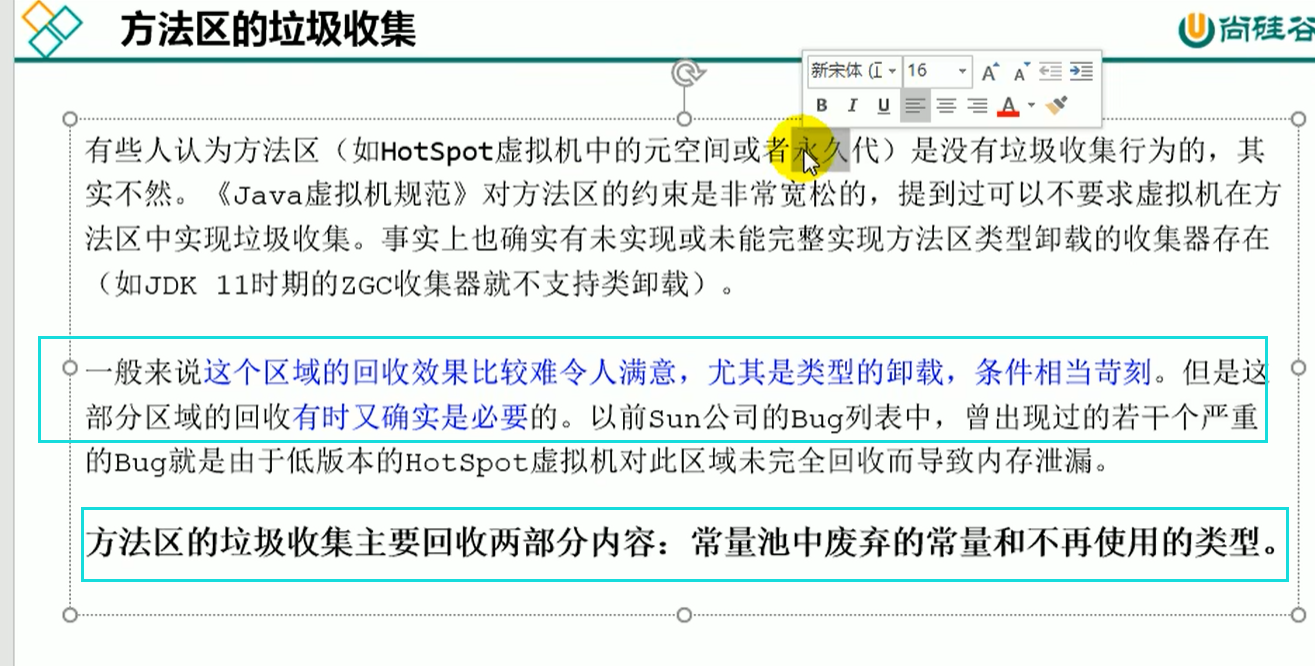 方法区的垃圾收集
尚硅谷
新宋体 (正
16
B I U A
有些人认为方法区（如HotSpot虚拟机中的元空间或者永久代）是没有垃圾收集行为的，其
实不然。《Java虚拟机规范》对方法区的约束是非常宽松的，提到过可以不要求虚拟机在方
法区中实现垃圾收集。事实上也确实有未实现或未能完整实现方法区类型卸载的收集器存在
（如JDK 11时期的ZGC收集器就不支持类卸载）。
一般来说这个区域的回收效果比较难令人满意，尤其是类型的卸载，条件相当苛刻。但是这
部分区域的回收有时又确实是必要的。以前Sun公司的Bug列表中，曾出现过的若干个严重
的Bug就是由于低版本的HotSpot虚拟机对此区域未完全回收而导致内存泄漏。
方法区的垃圾收集主要回收两部分内容：常量池中废弃的常量和不再使用的类型。